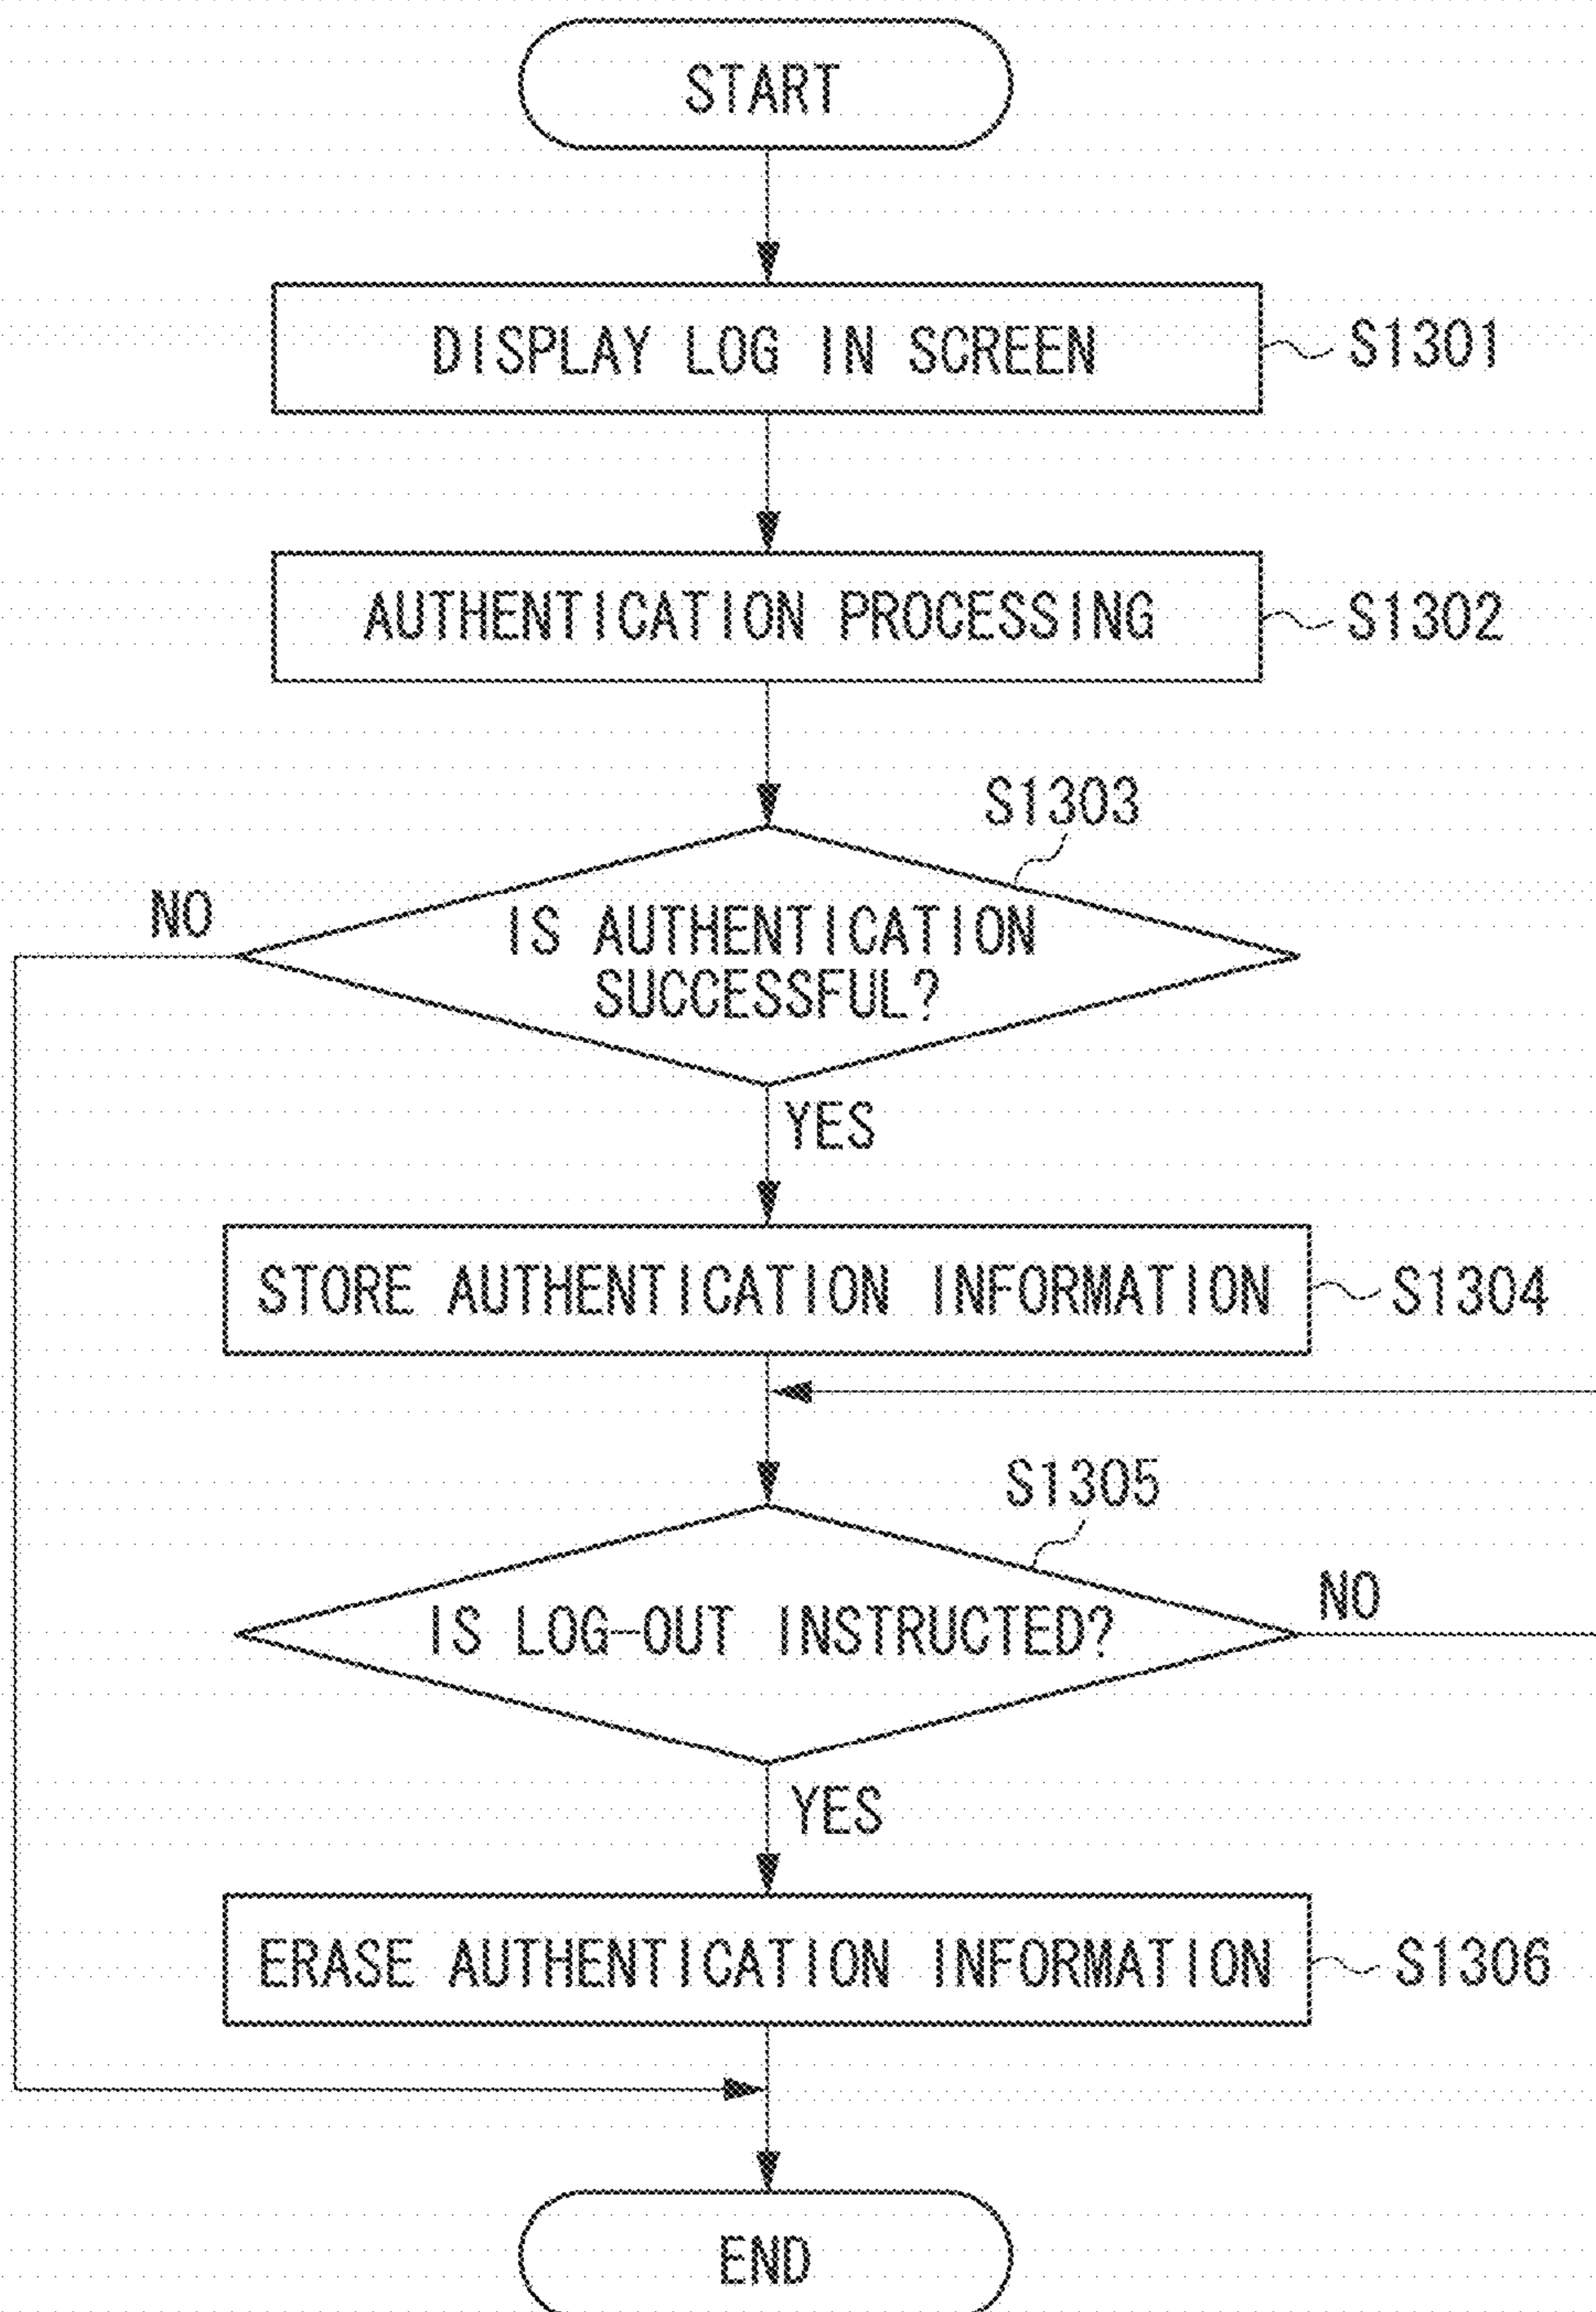 START
DISPLAY LOG IN SCREEN
S1301
AUTHENTICATION PROCESSING
S1302
S1303
NO
IS AUTHENTICATION
SUCCESSFUL?
YES
STORE AUTHENTICATION INFORMATION
S1304
S1305
IS LOG-OUT INSTRUCTED?
NO
YES
ERASE AUTHENTICATION INFORMATION
S1306
END